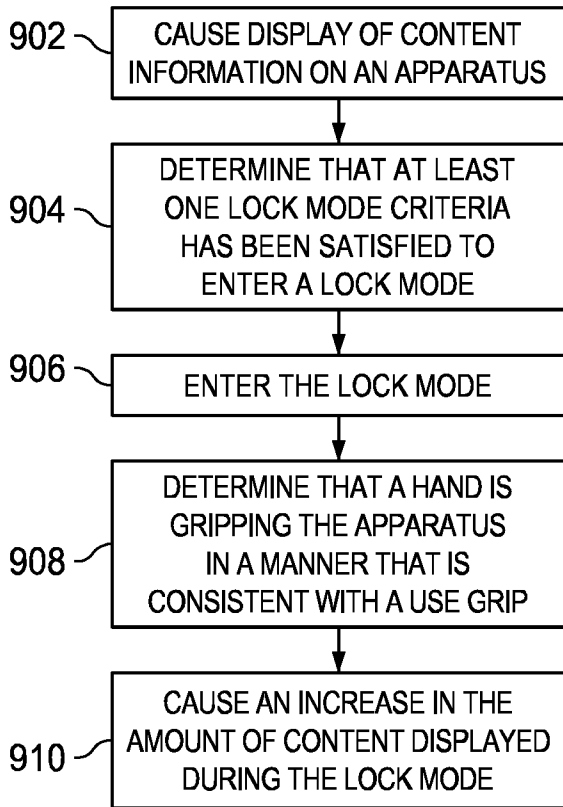 902
CAUSE DISPLAY OF CONTENT
INFORMATION ON AN APPARATUS
904
DETERMINE THAT AT LEAST
ONE LOCK MODE CRITERIA
HAS BEEN SATISFIED TO
ENTER A LOCK MODE
906
ENTER THE LOCK MODE
908
DETERMINE THAT A HAND IS
GRIPPING THE APPARATUS
IN A MANNER THAT IS
CONSISTENT WITH A USE GRIP
910
CAUSE AN INCREASE IN THE
AMOUNT OF CONTENT DISPLAYED
DURING THE LOCK MODE